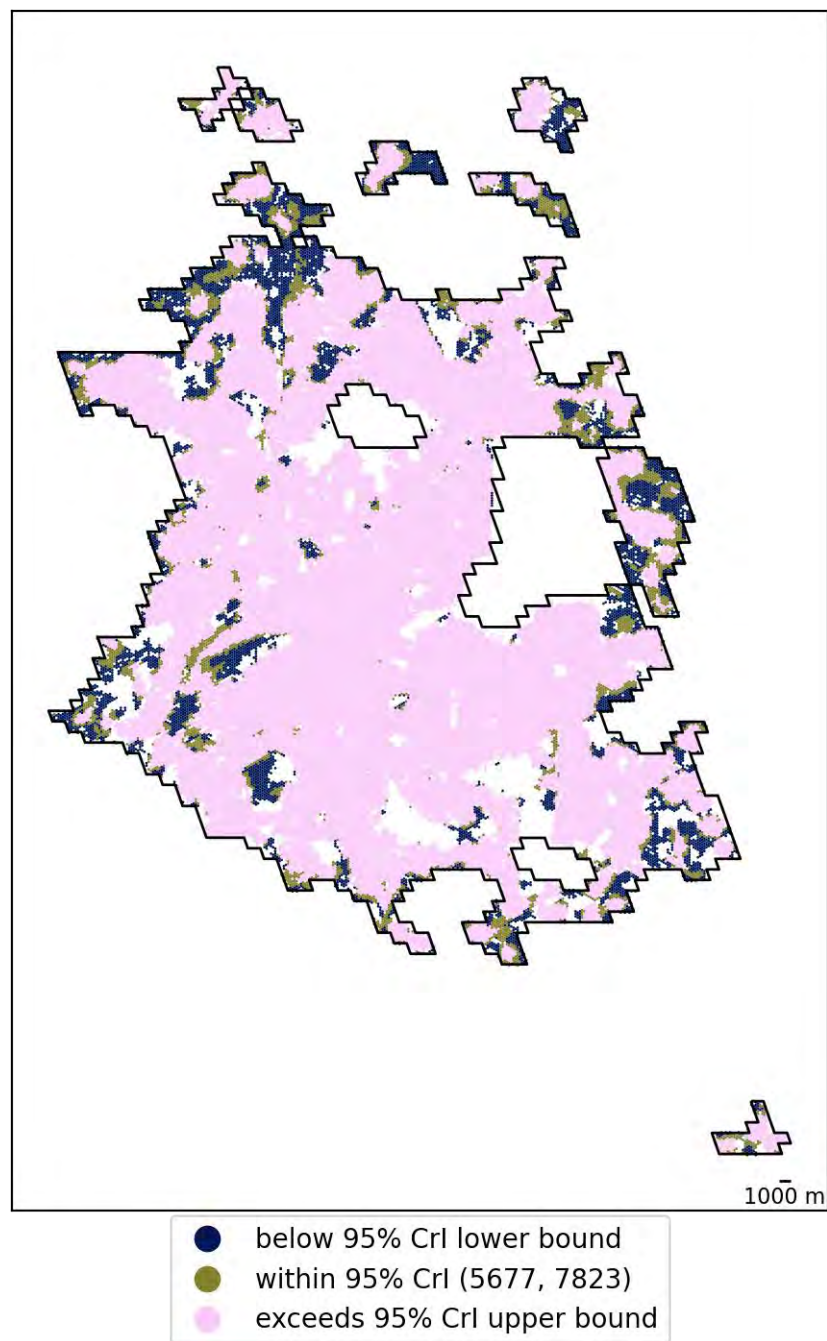 1000 m
below 95% CrI lower bound
within 95% CrI (5677, 7823)
exceeds 95% CrI upper bound